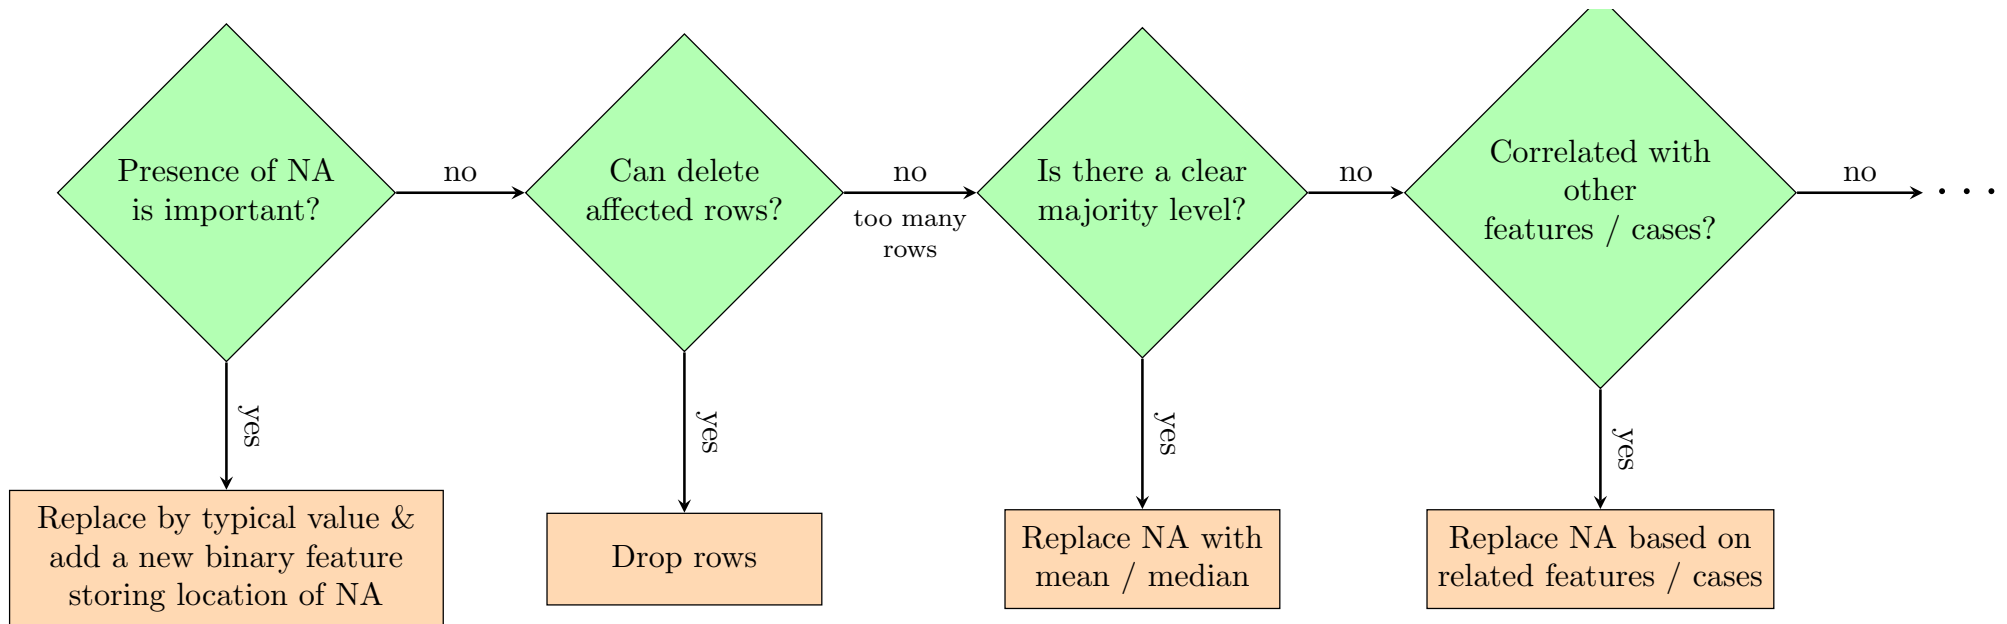 Presence of NA
is important?
no
Can delete
affected rows?
no
too many
rows
Is there a clear
majority level?
no
Correlated with
other
features / cases?
no
. . .
yes
yes
yes
yes
Replace by typical value &
add a new binary feature
storing location of NA
Drop rows
Replace NA with
mean / median
Replace NA based on
related features / cases